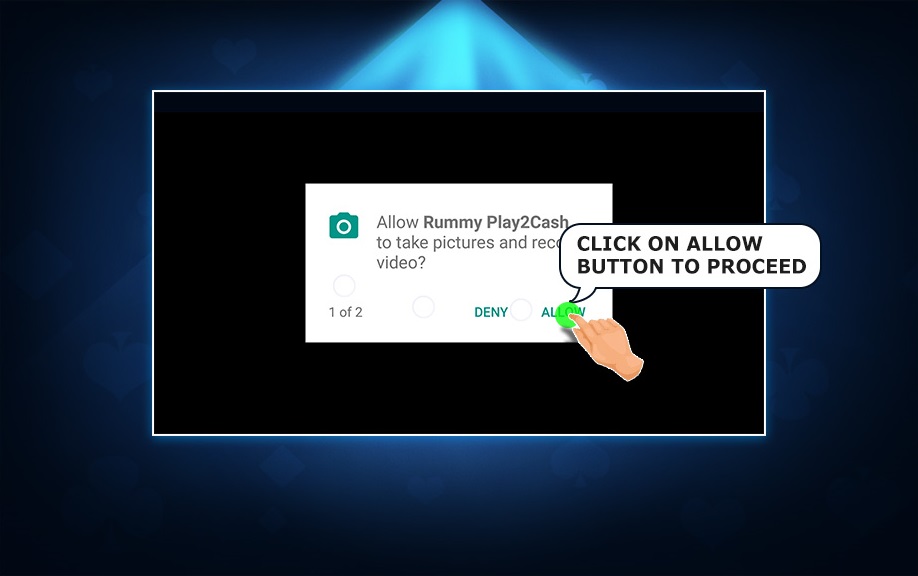 Allow Rummy Play2Cash
to take pictures and reco
video?
CLICK ON ALLOW
BUTTON TO PROCEED
1 of 2
DENY
ALLOW